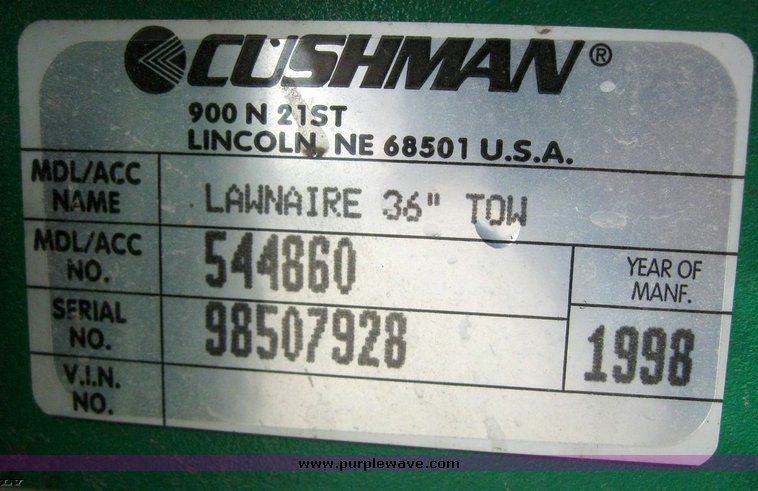 CUSHMAN®
900 N 21ST
LINCOLN, NE 68501 U.S.A.
MDL/ACC NAME LAWNAIRE 36" TOW
MDL/ACC NO. 544860
SERIAL NO. 98507928
YEAR OF MANF. 1998
V.I.N. NO.
www.purplewave.com